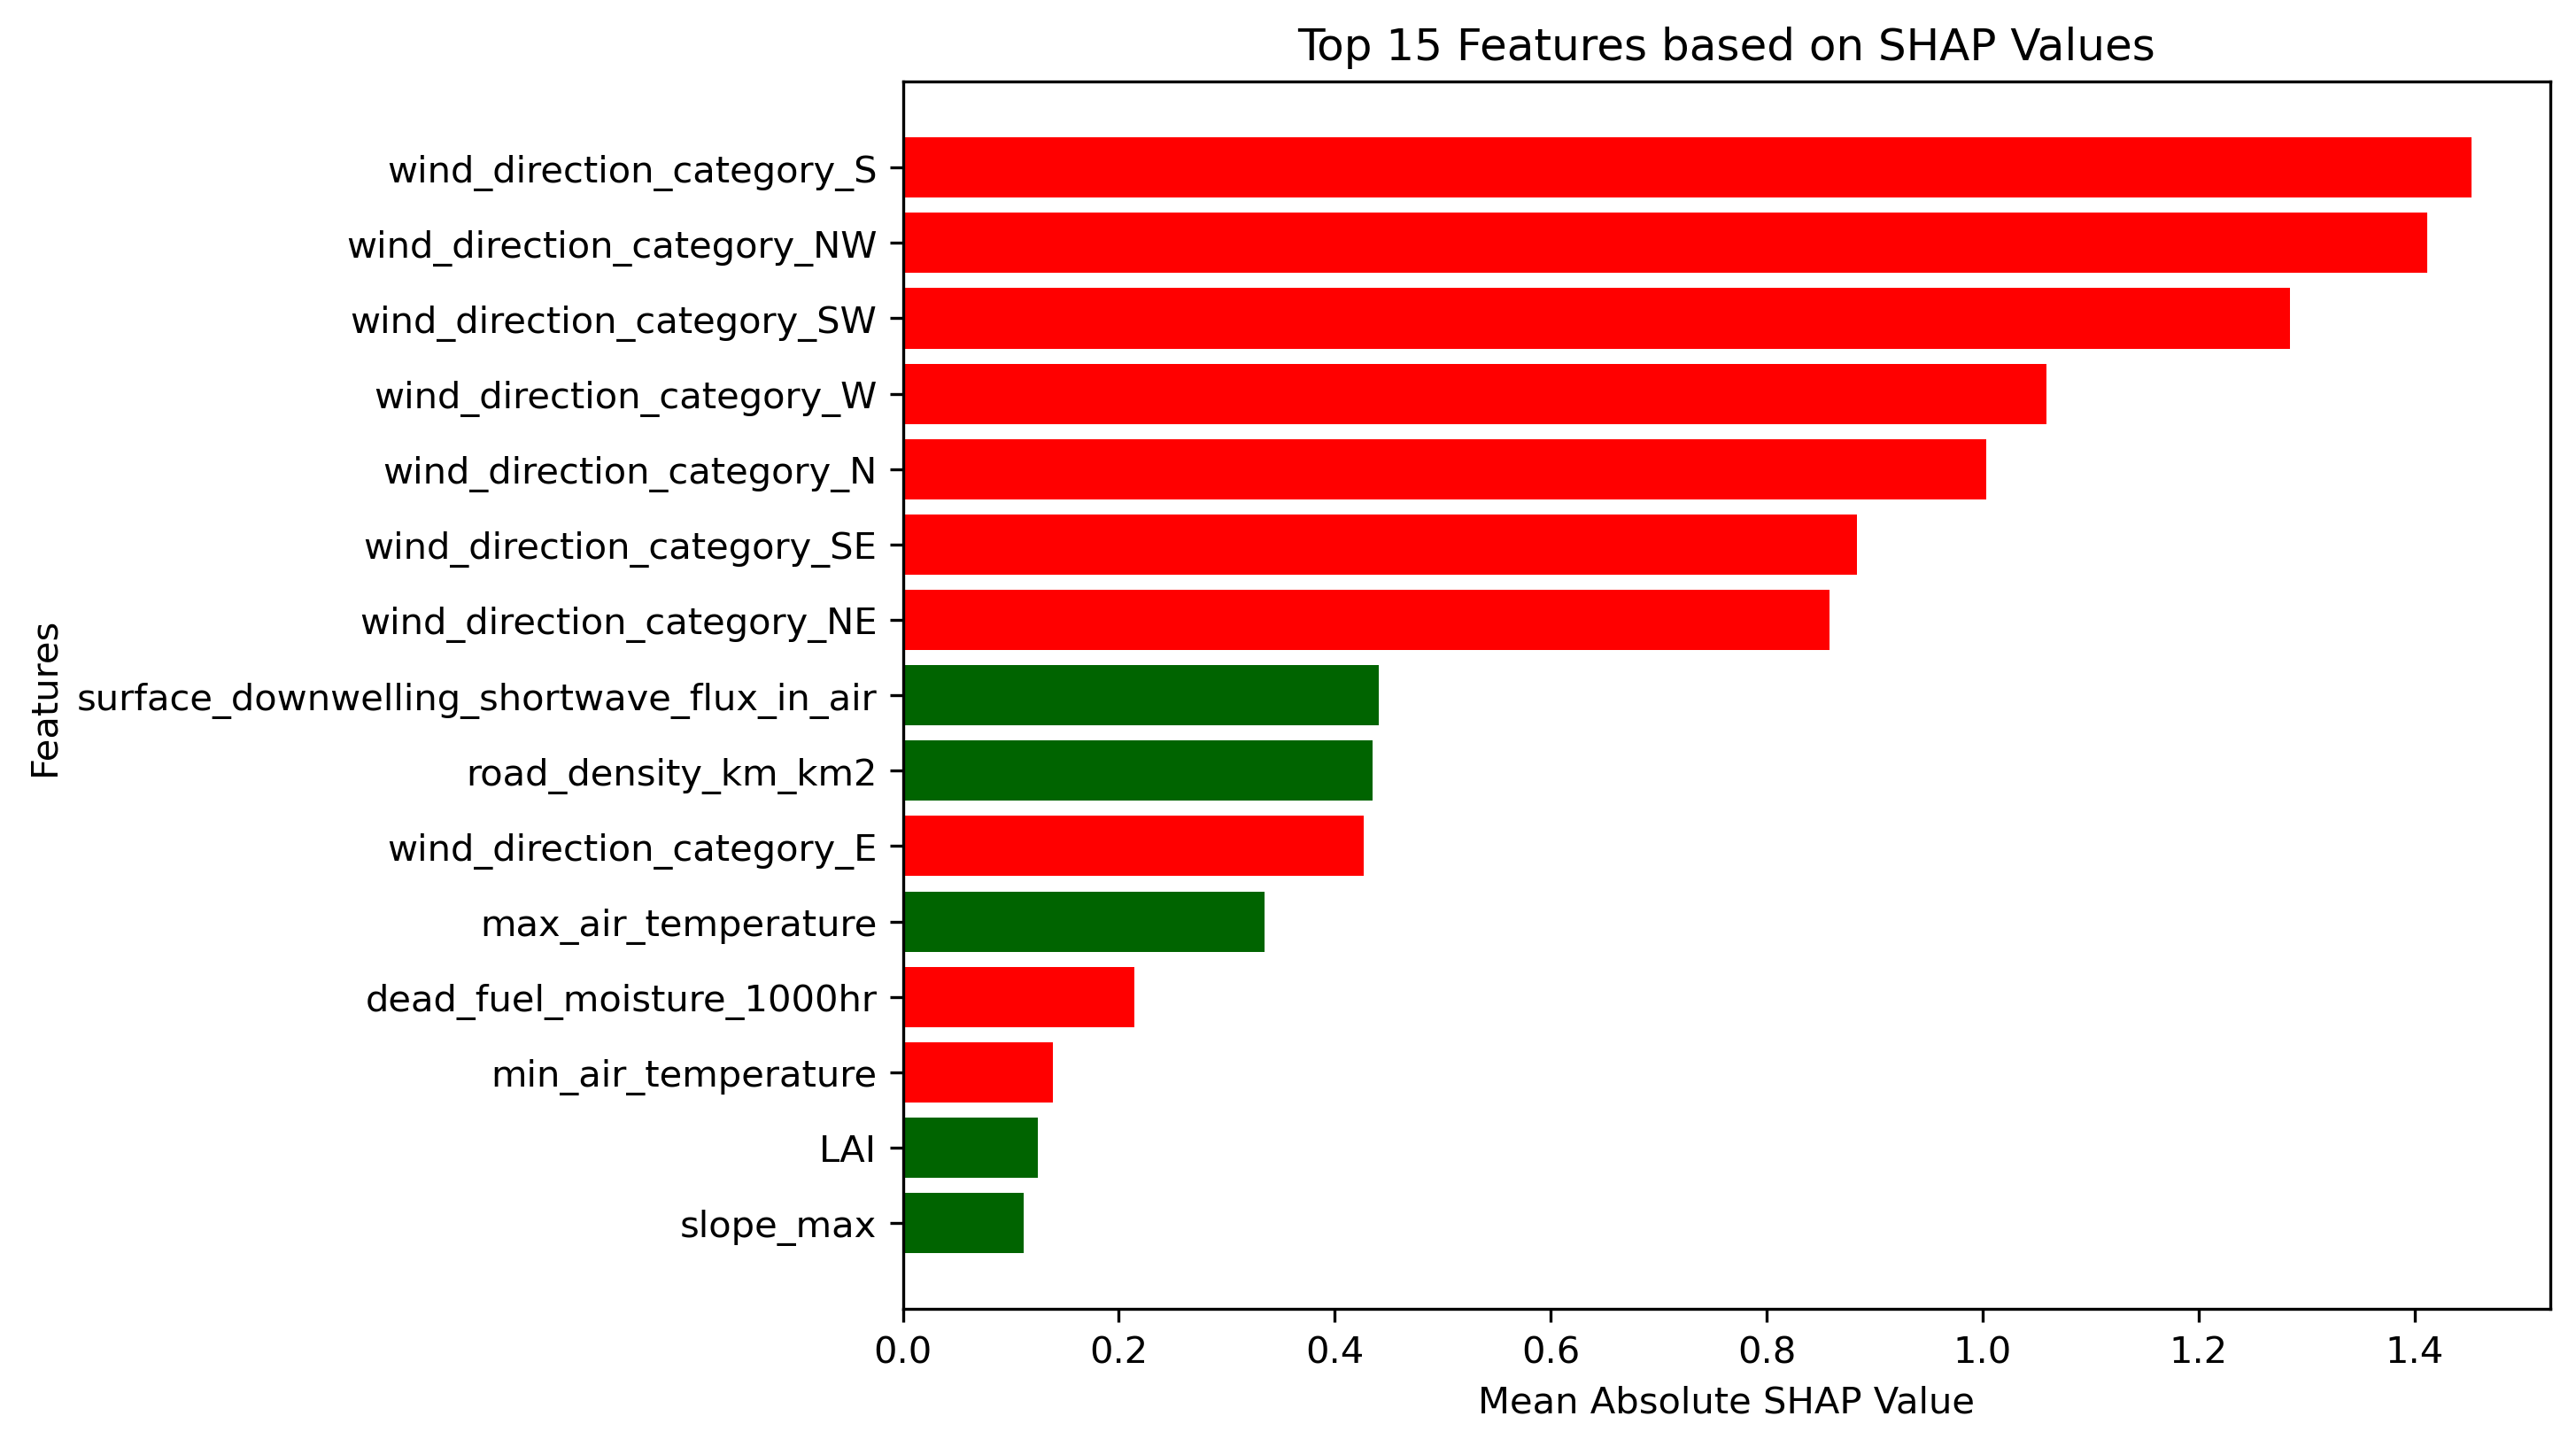 Top 15 Features based on SHAP Values
Features
wind_direction_category_S
wind_direction_category_NW
wind_direction_category_SW
wind_direction_category_W
wind_direction_category_N
wind_direction_category_SE
wind_direction_category_NE
surface_downwelling_shortwave_flux_in_air
road_density_km_km2
wind_direction_category_E
max_air_temperature
dead_fuel_moisture_1000hr
min_air_temperature
LAI
slope_max
0.0 0.2 0.4 0.6 0.8 1.0 1.2 1.4
Mean Absolute SHAP Value